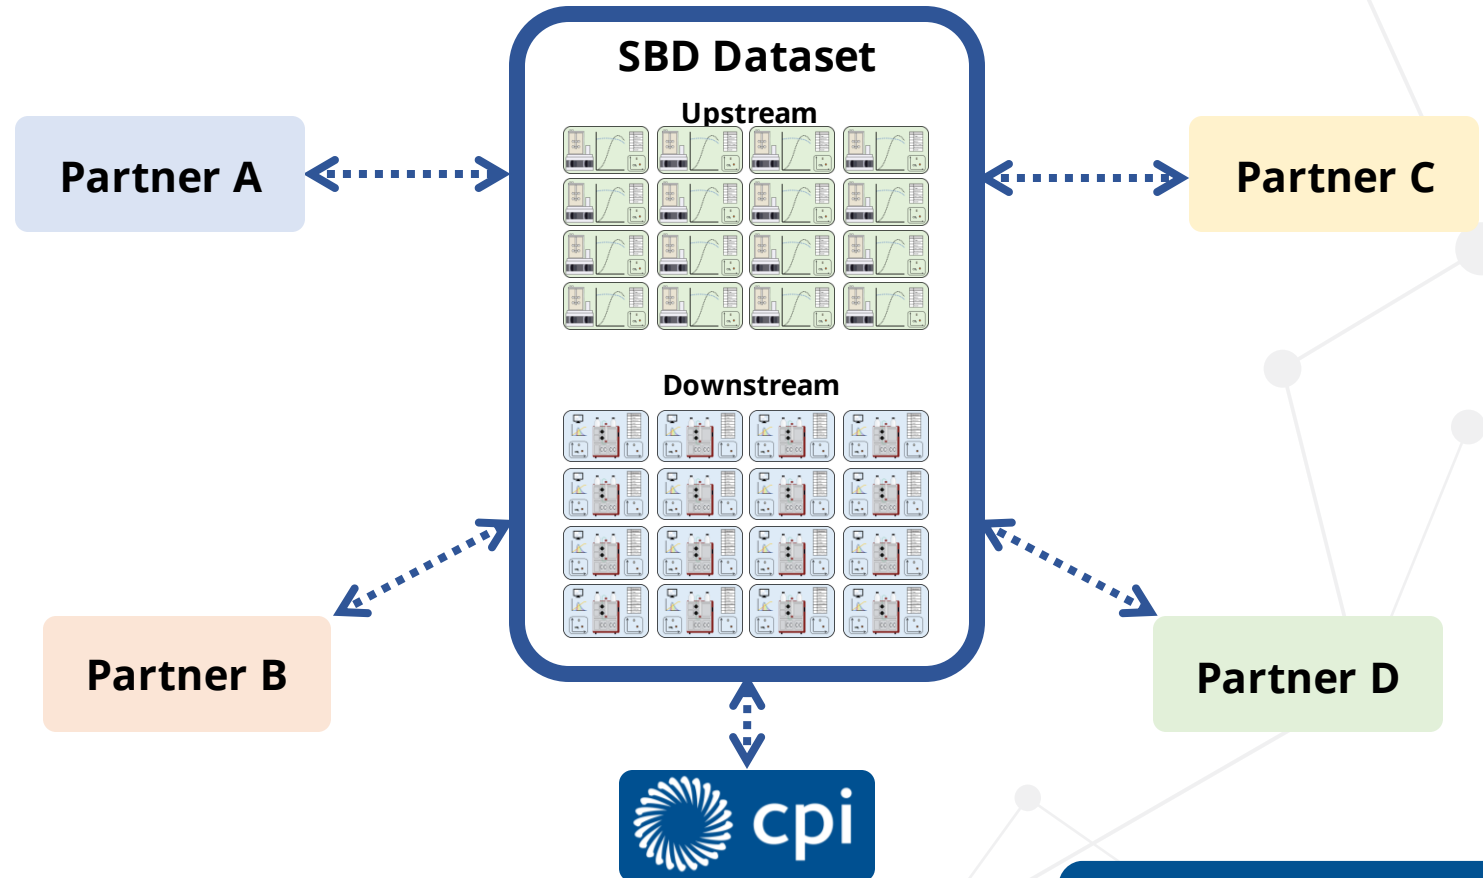 SBD Dataset
Upstream
Partner A
Partner C
Downstream
Partner B
Partner D
cpi